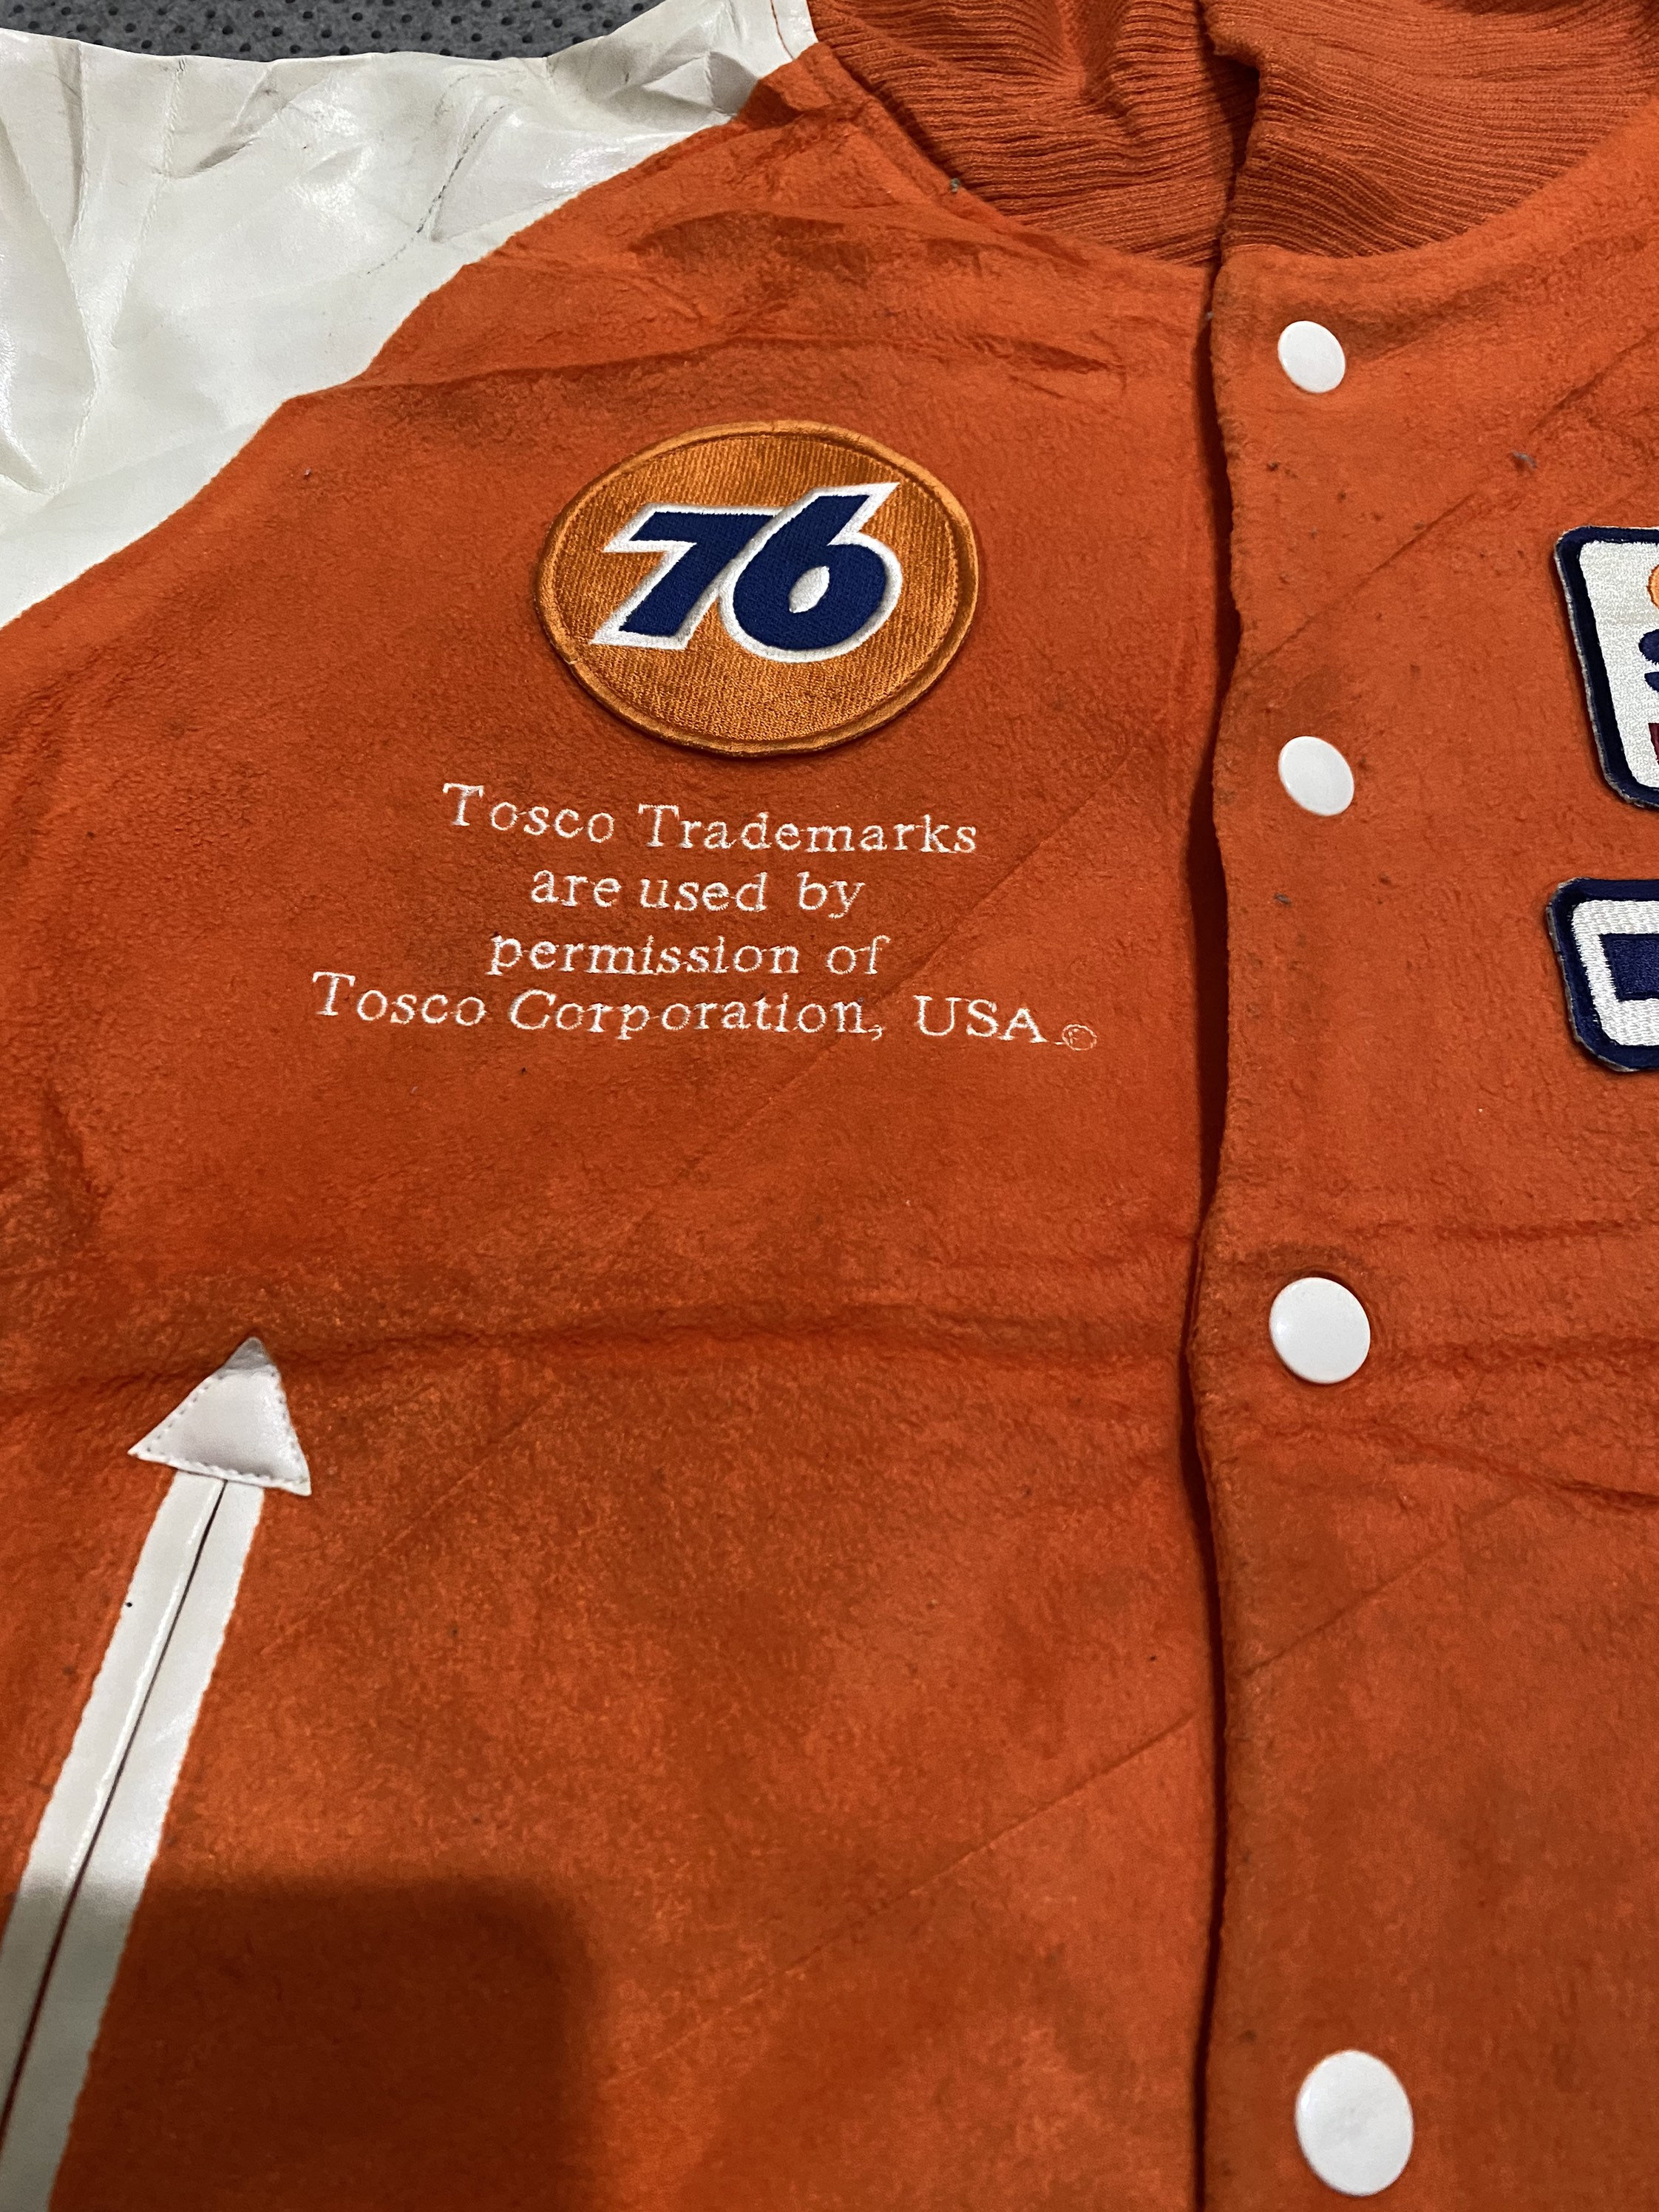 76
Tosco Trademarks
are used by
permission of
Tosco Corporation, USA.®